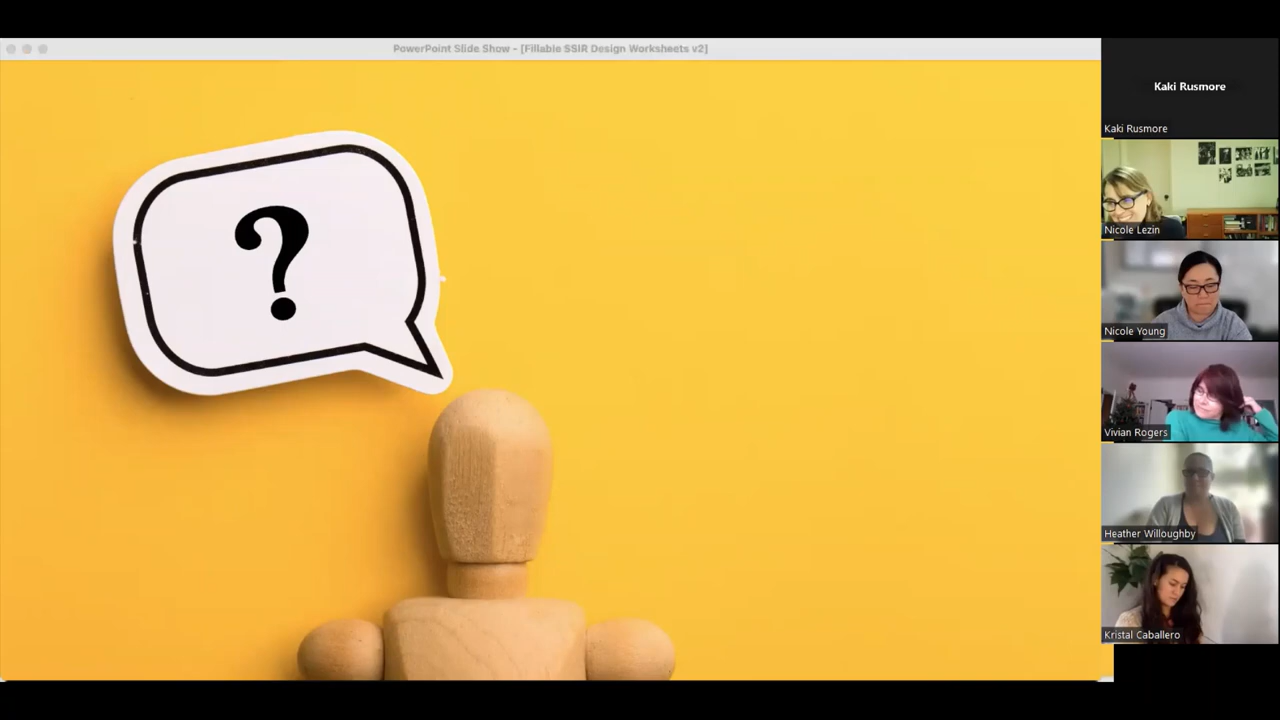 PowerPoint Slide Show - [Fillable SSIR Design Worksheets v2]
?
Kaki Rusmore
Kaki Rusmore
Nicole Lezin
Nicole Young
Vivian Rogers
Heather Willoughby
Kristal Caballero